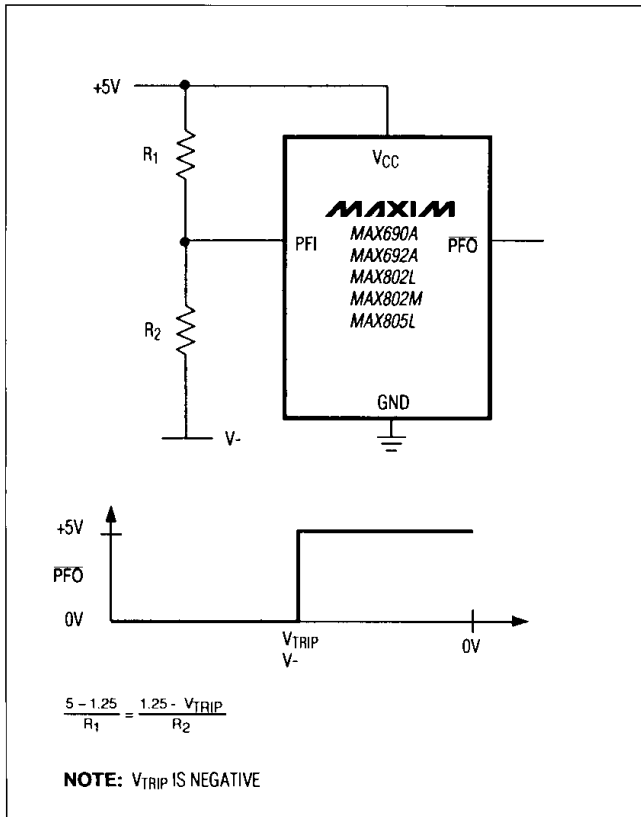 +5V
R1
VCC
MAXIM
MAX690A
PFI
PFO
MAX692A
MAX802L
MAX802M
MAX805L
R2
GND
V-
+5V
PFO
0V
VTRIP
0V
V-
5 – 1.25 = 1.25 - VTRIP
R1 R2
NOTE: VTRIP IS NEGATIVE